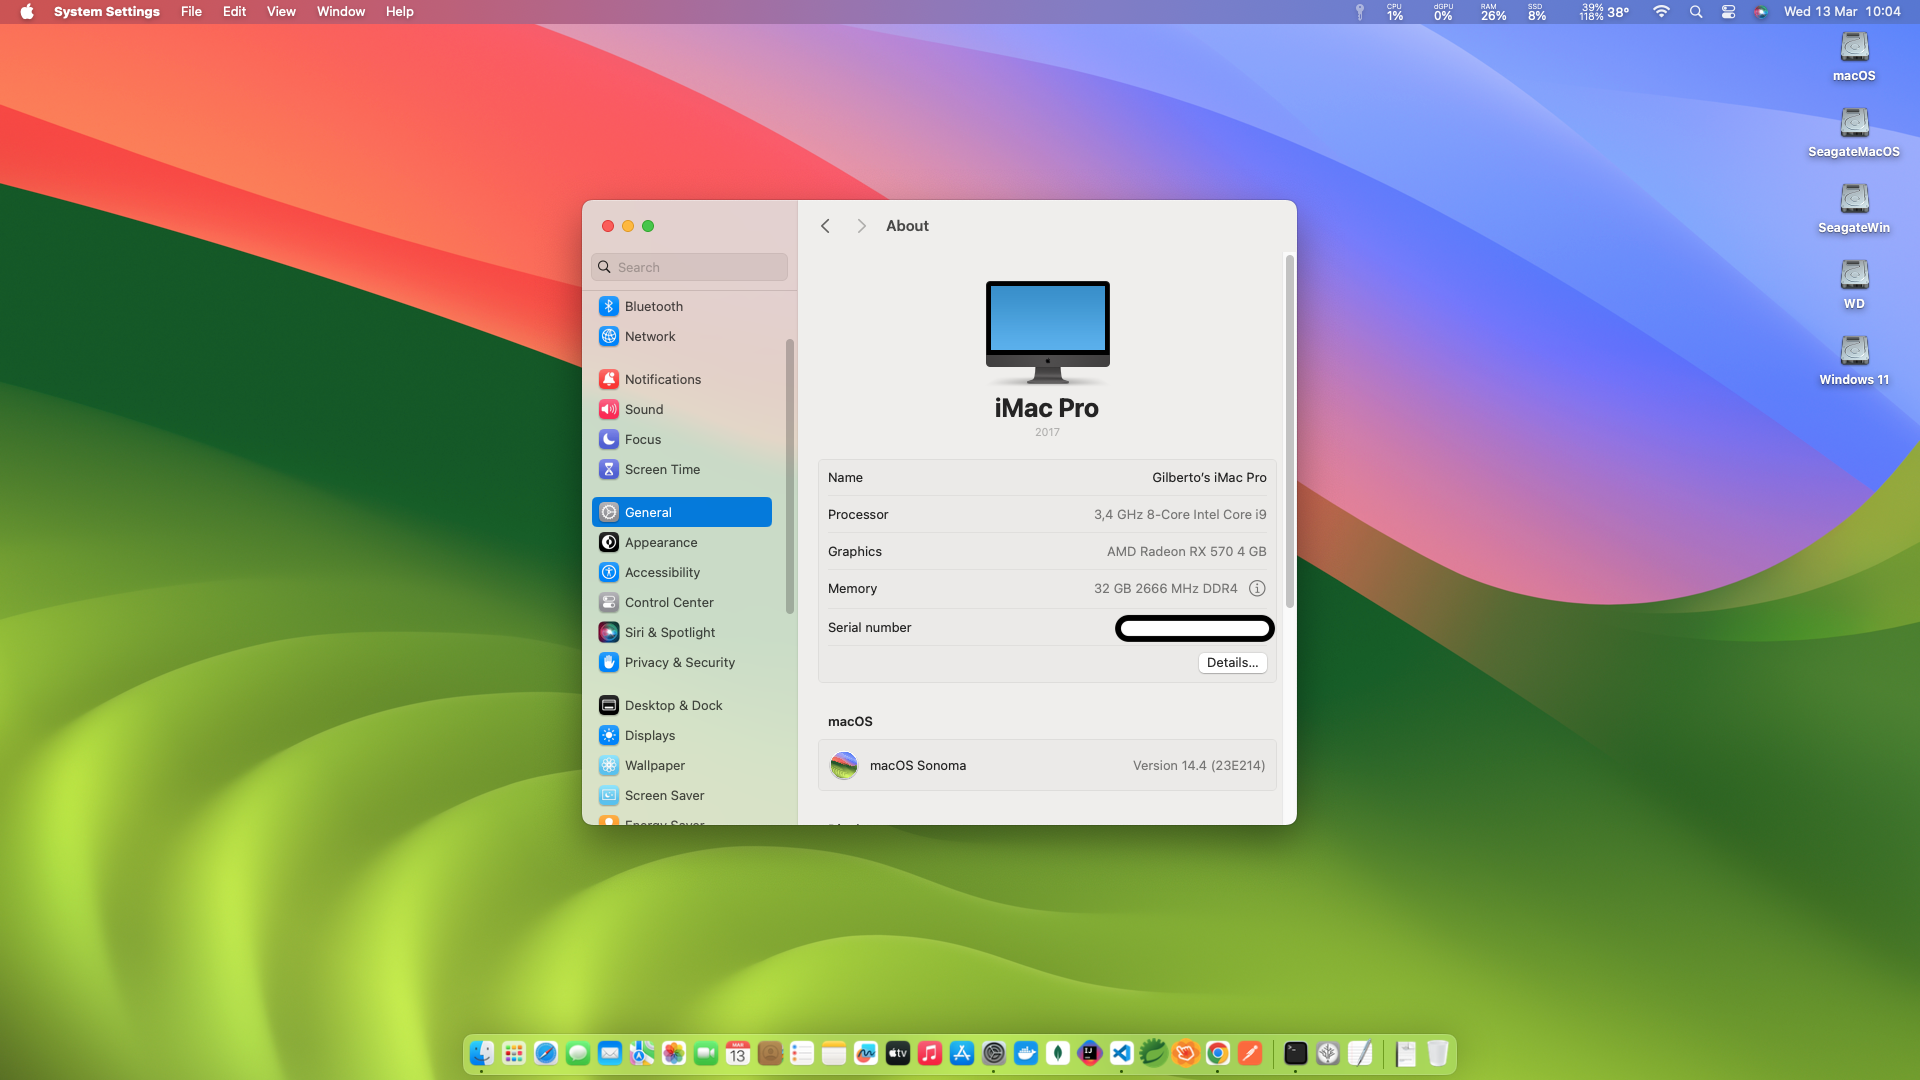 System Settings File Edit View Window Help
CPU 1% dGPU 0% RAM 26% SSD 8% 39% 118% 38° Wed 13 Mar 10:04
macOS
SeagateMacOS
SeagateWin
WD
Windows 11
Search
Bluetooth
Network
Notifications
Sound
Focus
Screen Time
General
Appearance
Accessibility
Control Center
Siri & Spotlight
Privacy & Security
Desktop & Dock
Displays
Wallpaper
Screen Saver
Energy Saver
About
iMac Pro
2017
Name Gilberto's iMac Pro
Processor 3,4 GHz 8-Core Intel Core i9
Graphics AMD Radeon RX 570 4 GB
Memory 32 GB 2666 MHz DDR4
Serial number
Details...
macOS
macOS Sonoma Version 14.4 (23E214)
MAR
13
tv
IJ